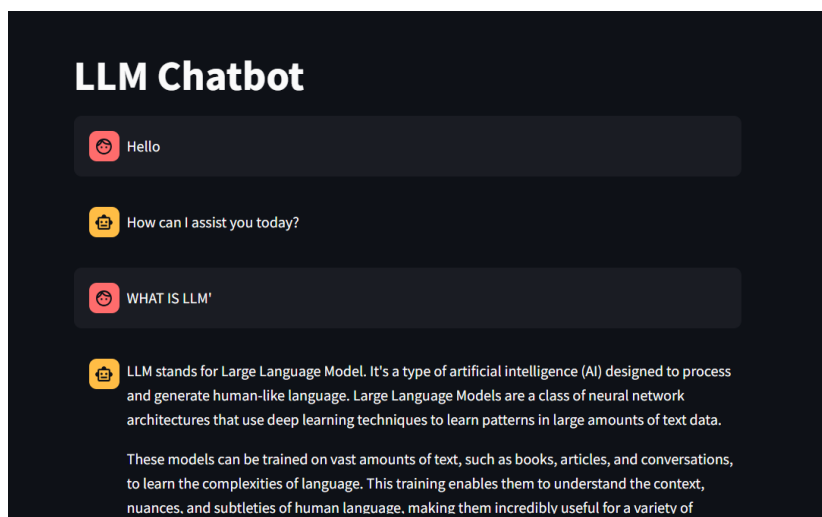 LLM Chatbot
Hello
How can I assist you today?
WHAT IS LLM'
LLM stands for Large Language Model. It's a type of artificial intelligence (AI) designed to process
and generate human-like language. Large Language Models are a class of neural network
architectures that use deep learning techniques to learn patterns in large amounts of text data.
These models can be trained on vast amounts of text, such as books, articles, and conversations,
to learn the complexities of language. This training enables them to understand the context,
nuances, and subtleties of human language, making them incredibly useful for a variety of